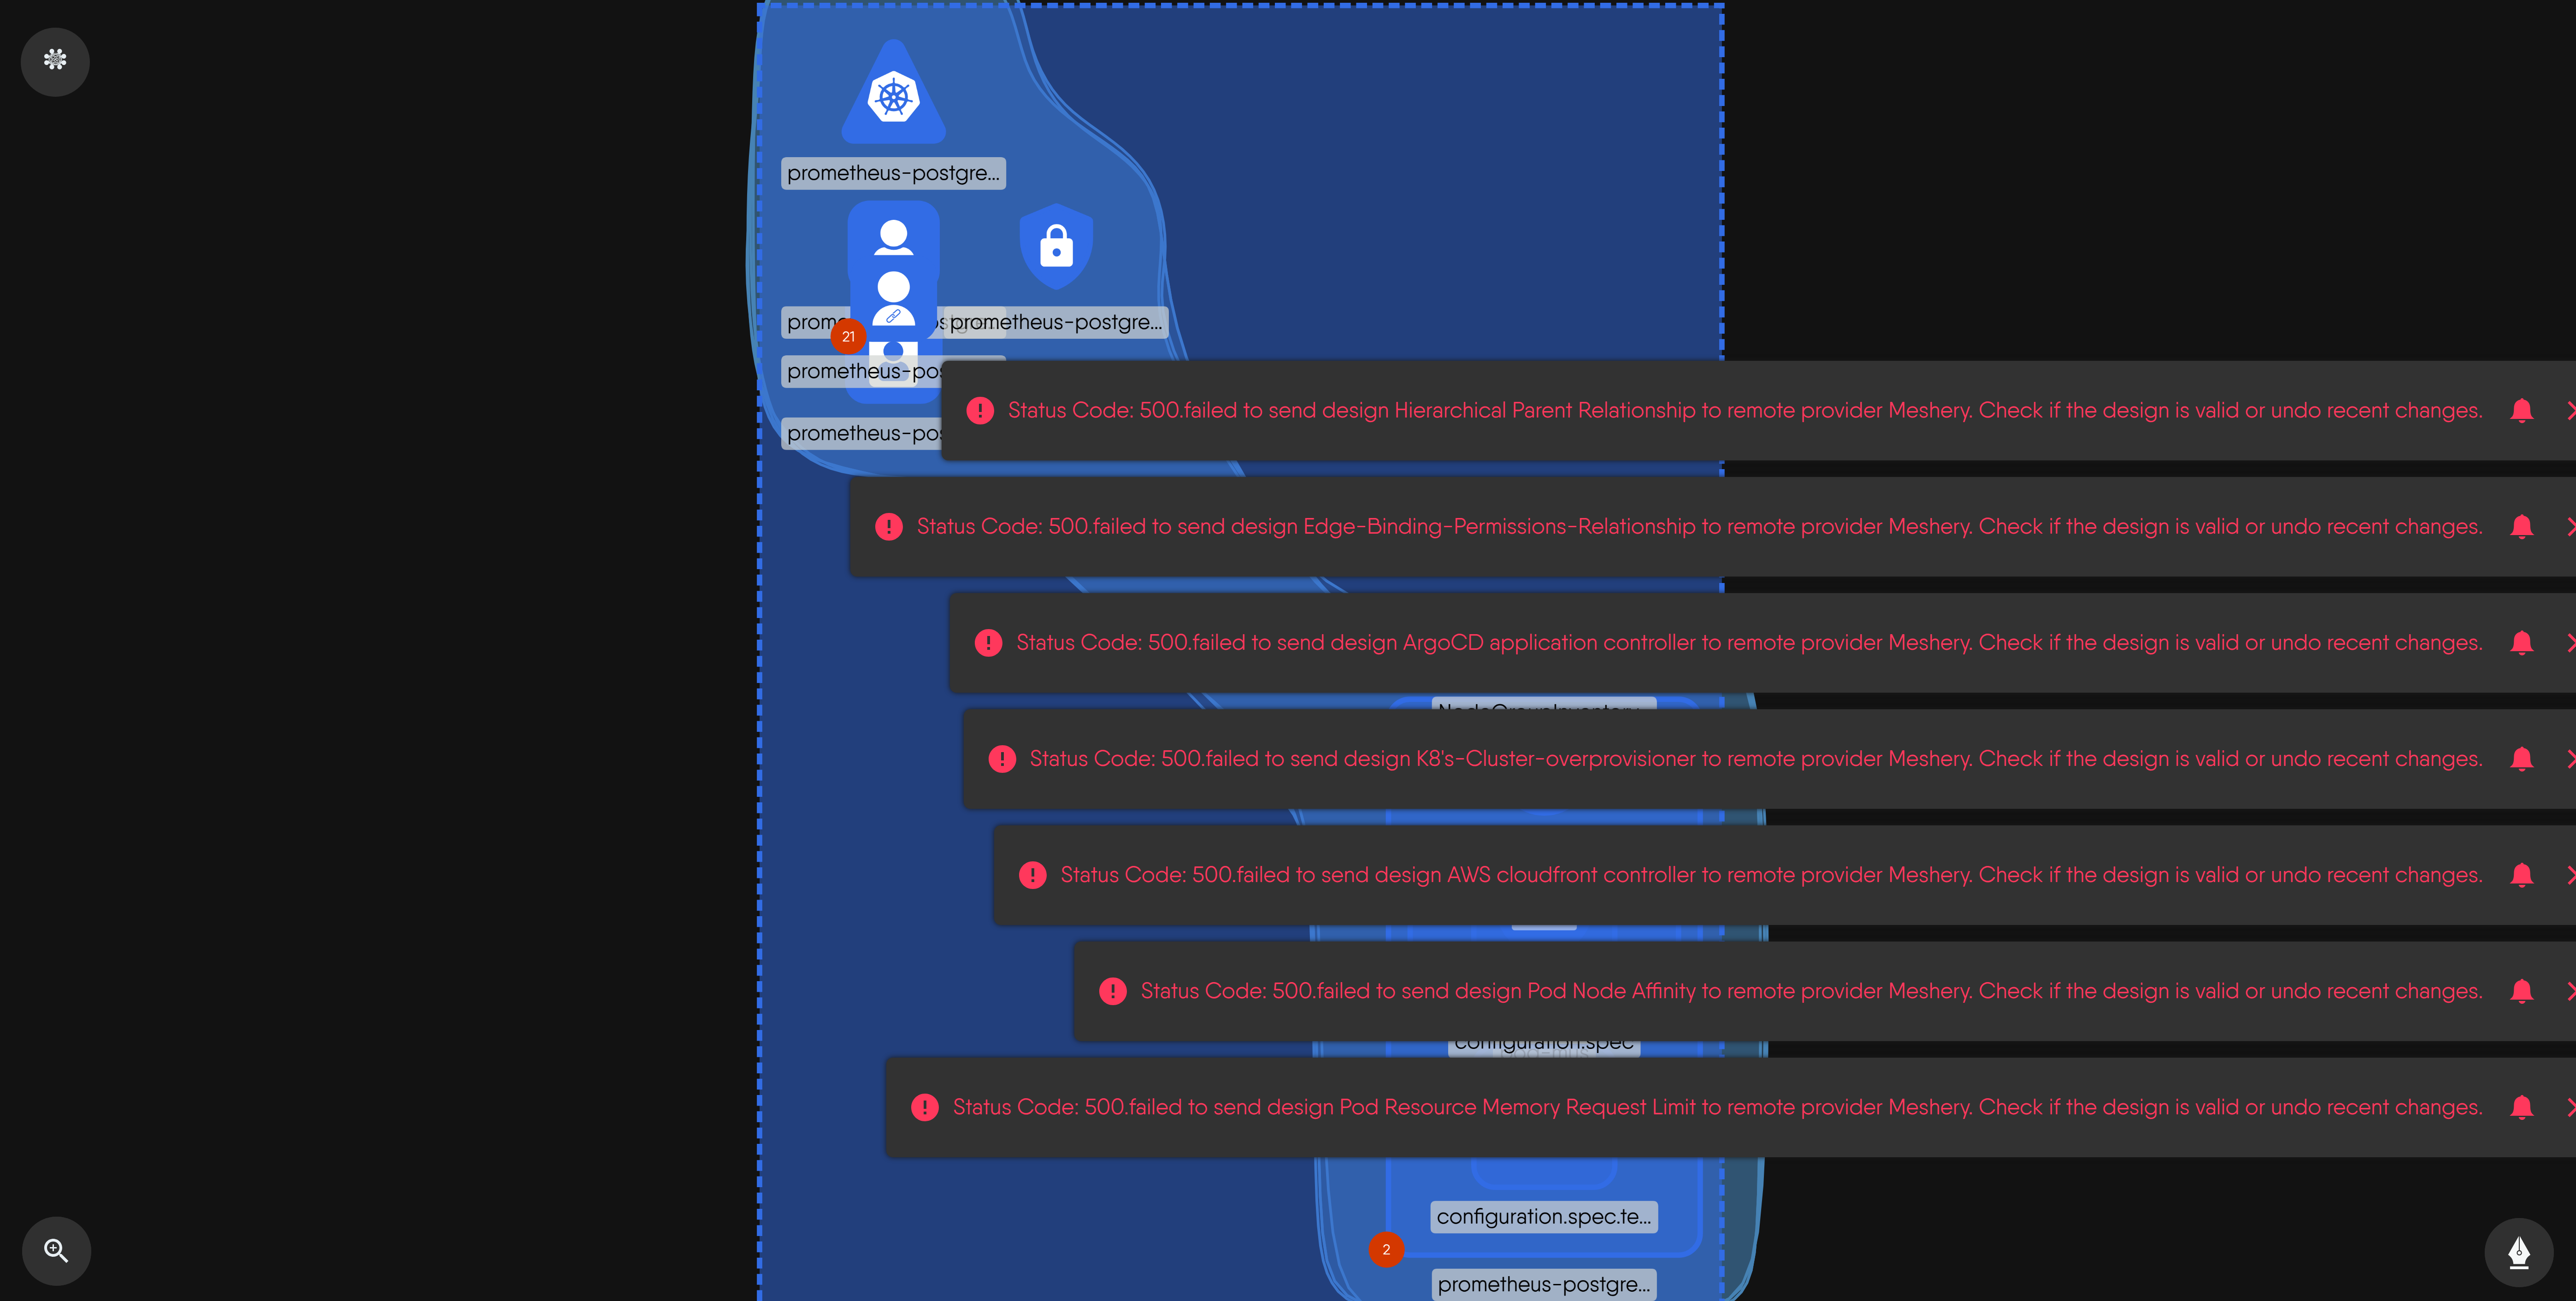 prometheus-postgre...
prome
prometheus-postgre...
21
prometheus-pos
Status Code: 500.failed to send design Hierarchical Parent Relationship to remote provider Meshery. Check if the design is valid or undo recent changes.
prometheus-pos
Status Code: 500.failed to send design Edge-Binding-Permissions-Relationship to remote provider Meshery. Check if the design is valid or undo recent changes.
Status Code: 500.failed to send design ArgoCD application controller to remote provider Meshery. Check if the design is valid or undo recent changes.
Status Code: 500.failed to send design K8's-Cluster-overprovisioner to remote provider Meshery. Check if the design is valid or undo recent changes.
Status Code: 500.failed to send design AWS cloudfront controller to remote provider Meshery. Check if the design is valid or undo recent changes.
Status Code: 500.failed to send design Pod Node Affinity to remote provider Meshery. Check if the design is valid or undo recent changes.
configuration.spec
Status Code: 500.failed to send design Pod Resource Memory Request Limit to remote provider Meshery. Check if the design is valid or undo recent changes.
configuration.spec.te...
2
prometheus-postgre...